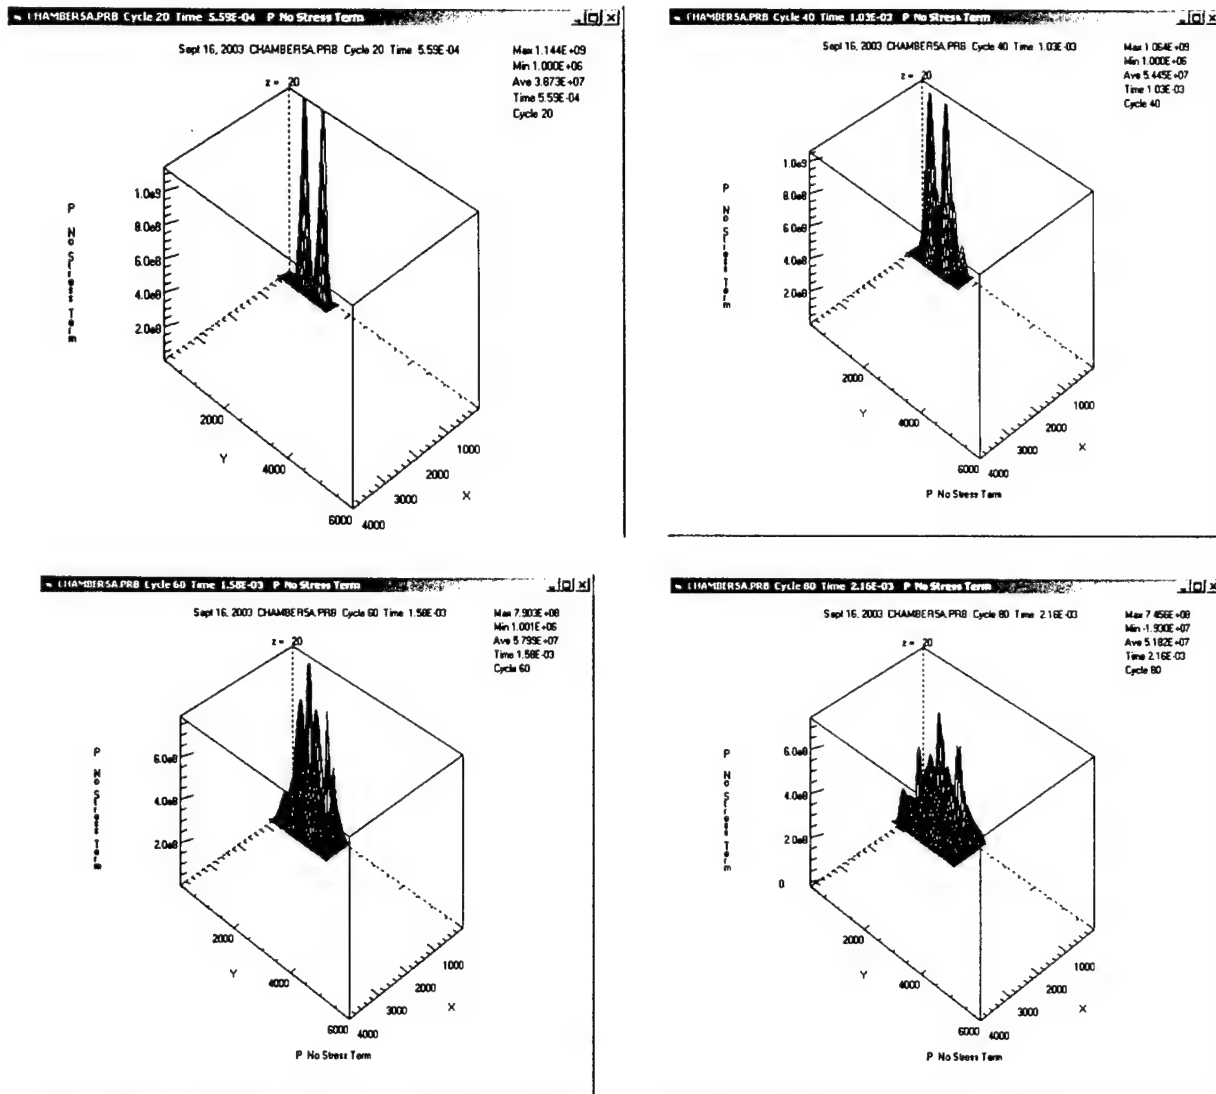 CHAMBER5A.PRB Cycle 20 Time 5.59E-04 P No Stress Term
Sept 16, 2003 CHAMBER5A.PRB Cycle 20 Time 5.59E-04
Max 1.144E+09
Min 1.000E+06
Ave 3.873E+07
Time 5.59E-04
Cycle 20
z = 20
1.0e9
8.0e8
6.0e8
4.0e8
2.0e8
P No Stress Term
2000
4000
6000
Y
1000
2000
3000
4000
X
CHAMBER5A.PRB Cycle 40 Time 1.03E-03 P No Stress Term
Sept 16, 2003 CHAMBER5A.PRB Cycle 40 Time 1.03E-03
Max 1.064E+09
Min 1.000E+06
Ave 5.445E+07
Time 1.03E-03
Cycle 40
z = 20
1.0e9
8.0e8
6.0e8
4.0e8
2.0e8
P No Stress Term
2000
4000
6000
Y
1000
2000
3000
4000
X
P No Stress Term
CHAMBER5A.PRB Cycle 60 Time 1.58E-03 P No Stress Term
Sept 16, 2003 CHAMBER5A.PRB Cycle 60 Time 1.58E-03
Max 7.903E+08
Min 1.001E+06
Ave 5.799E+07
Time 1.58E-03
Cycle 60
z = 20
6.0e8
4.0e8
2.0e8
P No Stress Term
2000
4000
6000
Y
1000
2000
3000
4000
X
P No Stress Term
CHAMBER5A.PRB Cycle 80 Time 2.16E-03 P No Stress Term
Sept 16, 2003 CHAMBER5A.PRB Cycle 80 Time 2.16E-03
Max 7.456E+08
Min -1.930E+07
Ave 5.182E+07
Time 2.16E-03
Cycle 80
z = 20
6.0e8
4.0e8
2.0e8
0
P No Stress Term
2000
4000
6000
Y
1000
2000
3000
4000
X
P No Stress Term